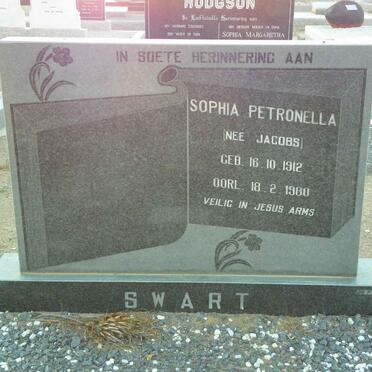 HODGSON
SOPHIA MARGARETHA
IN SOETE HERINNERING AAN
SOPHIA PETRONELLA
(NEÉ JACOBS)
GEB. 16.10.1912
OORL. 18.2.1980
VEILIG IN JESUS ARMS
SWART